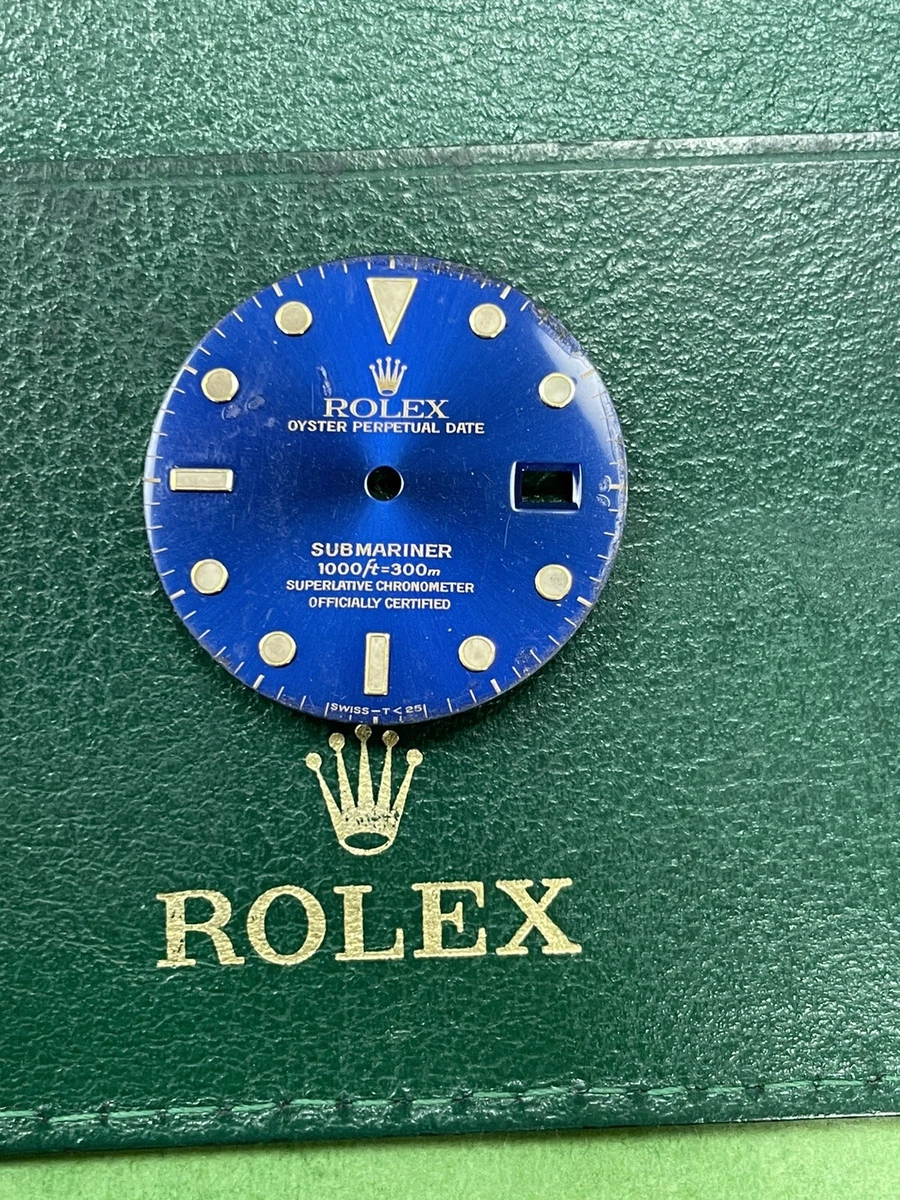 ROLEX
OYSTER PERPETUAL DATE
SUBMARINER
1000ft=300m
SUPERLATIVE CHRONOMETER
OFFICIALLY CERTIFIED
SWISS-T<25
ROLEX